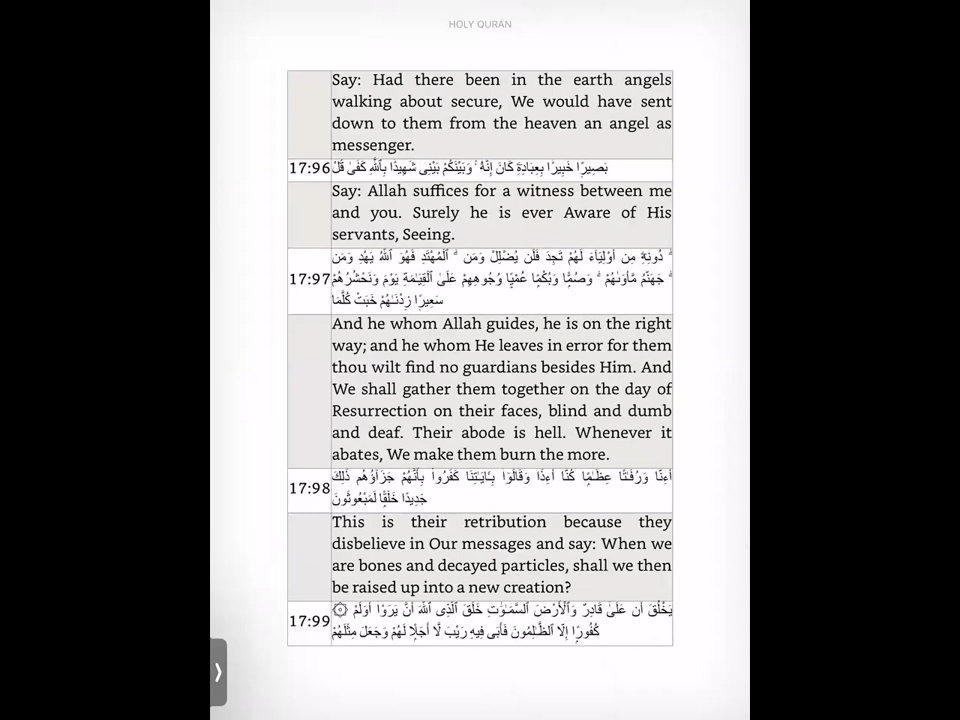 HOLY QURAN
Say: Had there been in the earth angels
walking about secure, We would have sent
down to them from the heaven an angel as
messenger.
17:96 بَصِيرًا خَبِيرًا بِعِبَادِهِ كَانَ إِنَّهُ ۚ وَبَيْنَكُمْ بَيْنِى شَهِيدًا بِٱللَّهِ كَفَىٰ قُلْ
Say: Allah suffices for a witness between me
and you. Surely he is ever Aware of His
servants, Seeing.
ۖ دُونِهِ مِن أَوْلِيَآءَ لَهُمْ تَجِدَ فَلَن يُضْلِلْ وَمَن ۖ ٱلْمُهْتَدِ فَهُوَ ٱللَّهُ يَهْدِ وَمَن
17:97 ۖ جَهَنَّمُ مَّأْوَىٰهُمْ ۖ وَصُمًّا وَبُكْمًا عُمْيًا وُجُوهِهِمْ عَلَىٰ ٱلْقِيَـٰمَةِ يَوْمَ وَنَحْشُرُهُمْ
سَعِيرًا زِدْنَـٰهُمْ خَبَتْ كُلَّمَا
And he whom Allah guides, he is on the right
way; and he whom He leaves in error for them
thou wilt find no guardians besides Him. And
We shall gather them together on the day of
Resurrection on their faces, blind and dumb
and deaf. Their abode is hell. Whenever it
abates, We make them burn the more.
17:98 أَءِنَّا وَرُفَـٰتًا عِظَـٰمًا كُنَّا أَءِذَا وَقَالُوٓا۟ بِـَٔايَـٰتِنَا كَفَرُوا۟ بِأَنَّهُمْ جَزَآؤُهُم ذَٰلِكَ
جَدِيدًا خَلْقًا لَمَبْعُوثُونَ
This is their retribution because they
disbelieve in Our messages and say: When we
are bones and decayed particles, shall we then
be raised up into a new creation?
17:99 يَخْلُقَ أَن عَلَىٰٓ قَادِرٌ وَٱلْأَرْضَ ٱلسَّمَـٰوَٰتِ خَلَقَ ٱلَّذِى ٱللَّهَ أَنَّ يَرَوْا۟ أَوَلَمْ ۞
كُفُورًا إِلَّا ٱلظَّـٰلِمُونَ فَأَبَى فِيهِ رَيْبَ لَّا أَجَلًا لَهُمْ وَجَعَلَ مِثْلَهُمْ